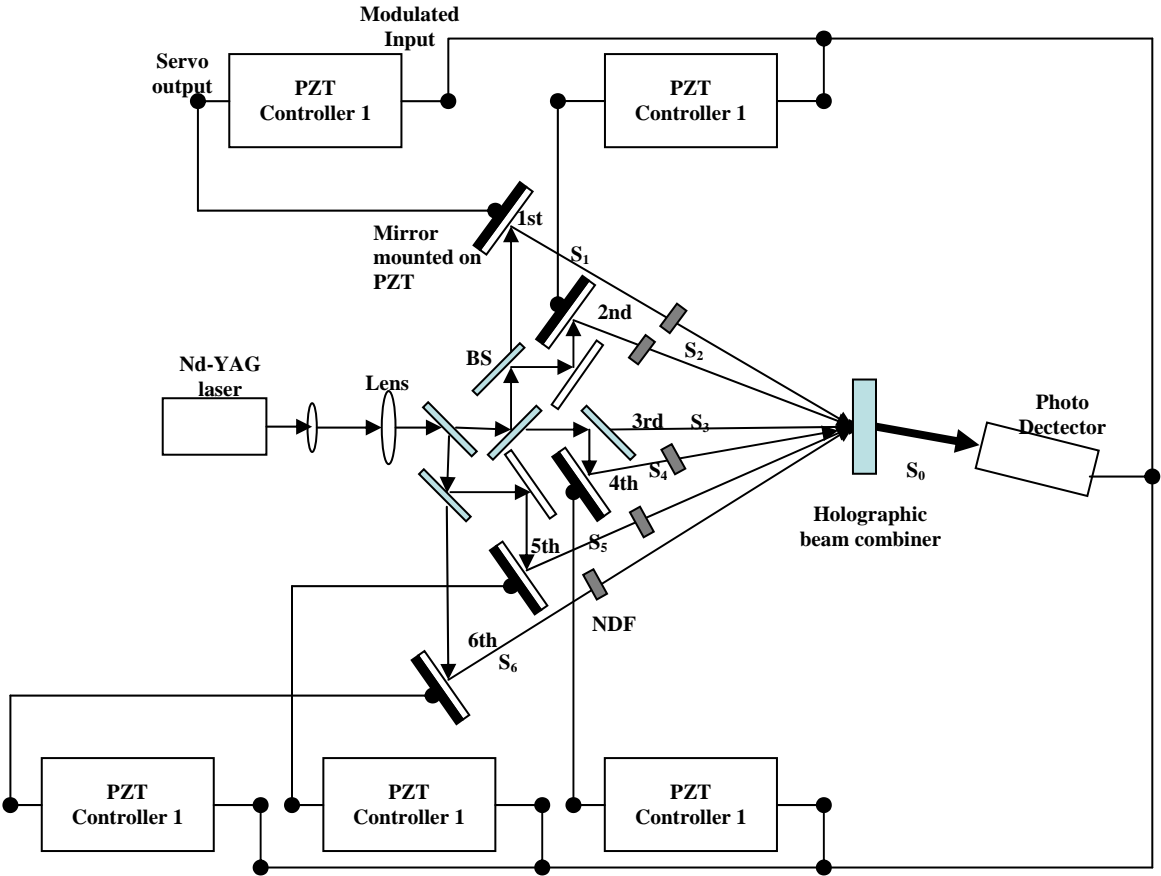 Modulated
Input
Servo
output
PZT
Controller 1
PZT
Controller 1
1st
Mirror
mounted on
PZT
S1
2nd
BS
S2
Nd-YAG
laser
Lens
3rd
S3
Photo
Dectector
4th
S4
S0
Holographic
beam combiner
5th
S5
NDF
6th
S6
PZT
Controller 1
PZT
Controller 1
PZT
Controller 1